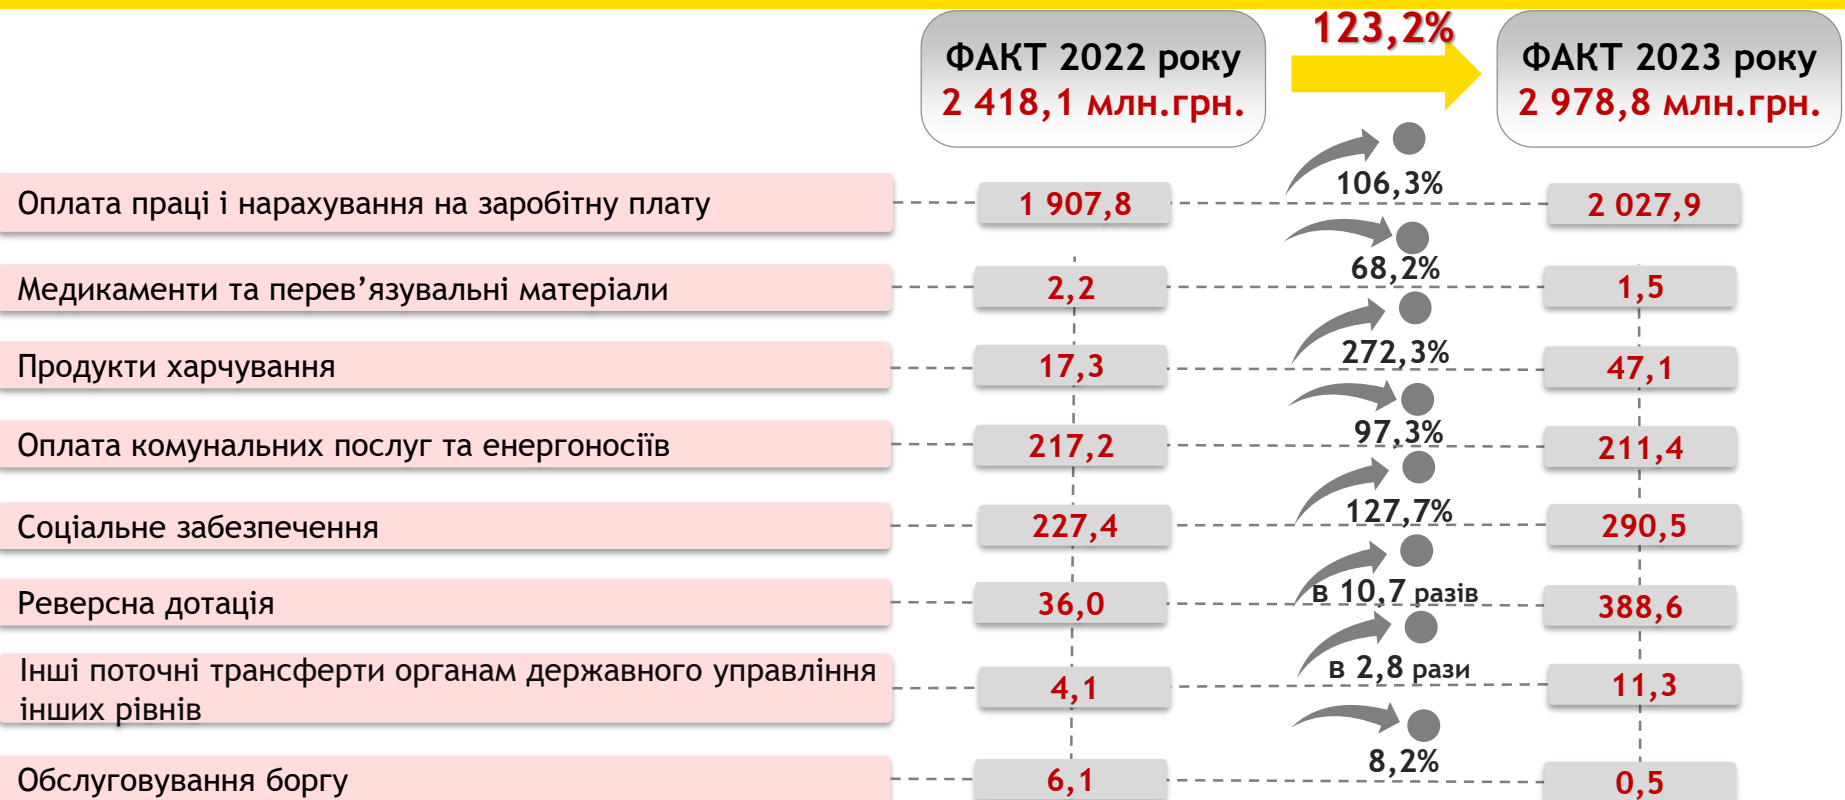 123,2%
ФАКТ 2022 року
2 418,1 млн.грн.
ФАКТ 2023 року
2 978,8 млн.грн.
Оплата праці і нарахування на заробітну плату
1 907,8
106,3%
2 027,9
Медикаменти та перев’язувальні матеріали
2,2
68,2%
1,5
Продукти харчування
17,3
272,3%
47,1
Оплата комунальних послуг та енергоносіїв
217,2
97,3%
211,4
Соціальне забезпечення
227,4
127,7%
290,5
Реверсна дотація
36,0
в 10,7 разів
388,6
Інші поточні трансферти органам державного управління
інших рівнів
4,1
в 2,8 рази
11,3
Обслуговування боргу
6,1
8,2%
0,5